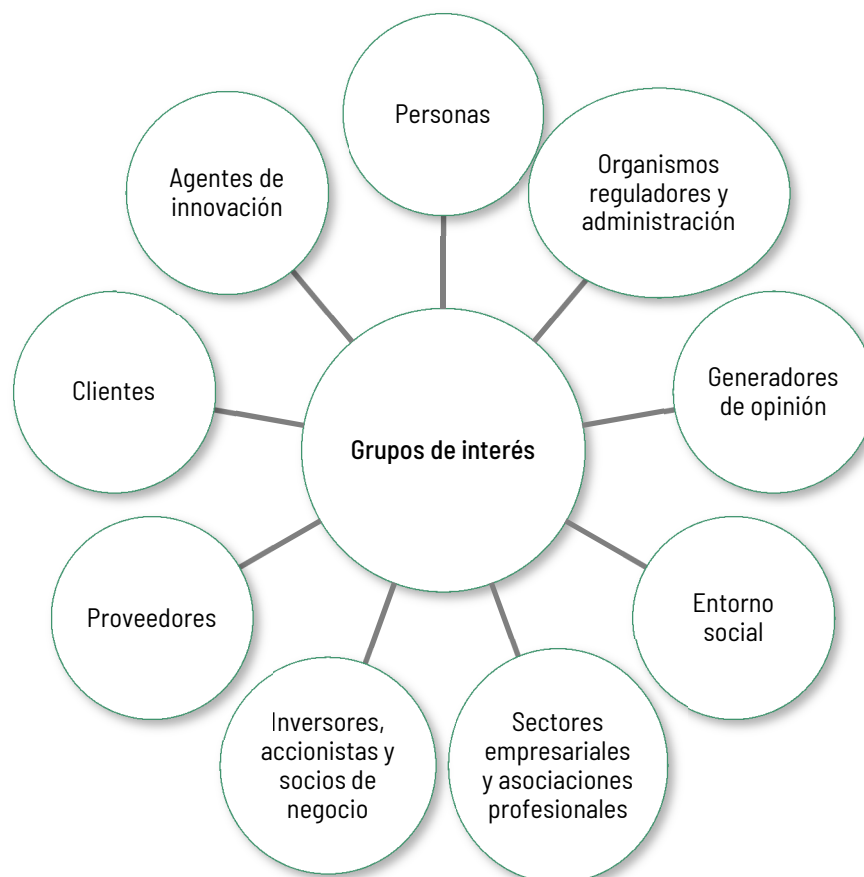 Personas
Organismos
reguladores y
administración
Agentes de
innovación
Generadores
de opinión
Clientes
Grupos de interés
Proveedores
Entorno
social
Inversores,
accionistas y
socios de
negocio
Sectores
empresariales
y asociaciones
profesionales